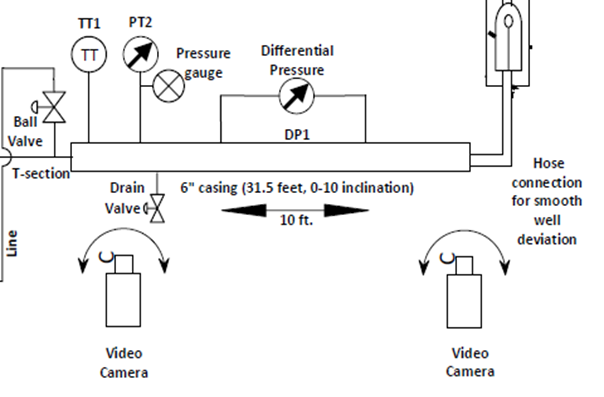 TT1
PT2
TT
Pressure
gauge
Differential
Pressure
DP1
Ball
Valve
T-section
Drain
Valve
6" casing (31.5 feet, 0-10 inclination)
10 ft.
Hose
connection
for smooth
well
deviation
Line
Video
Camera
Video
Camera